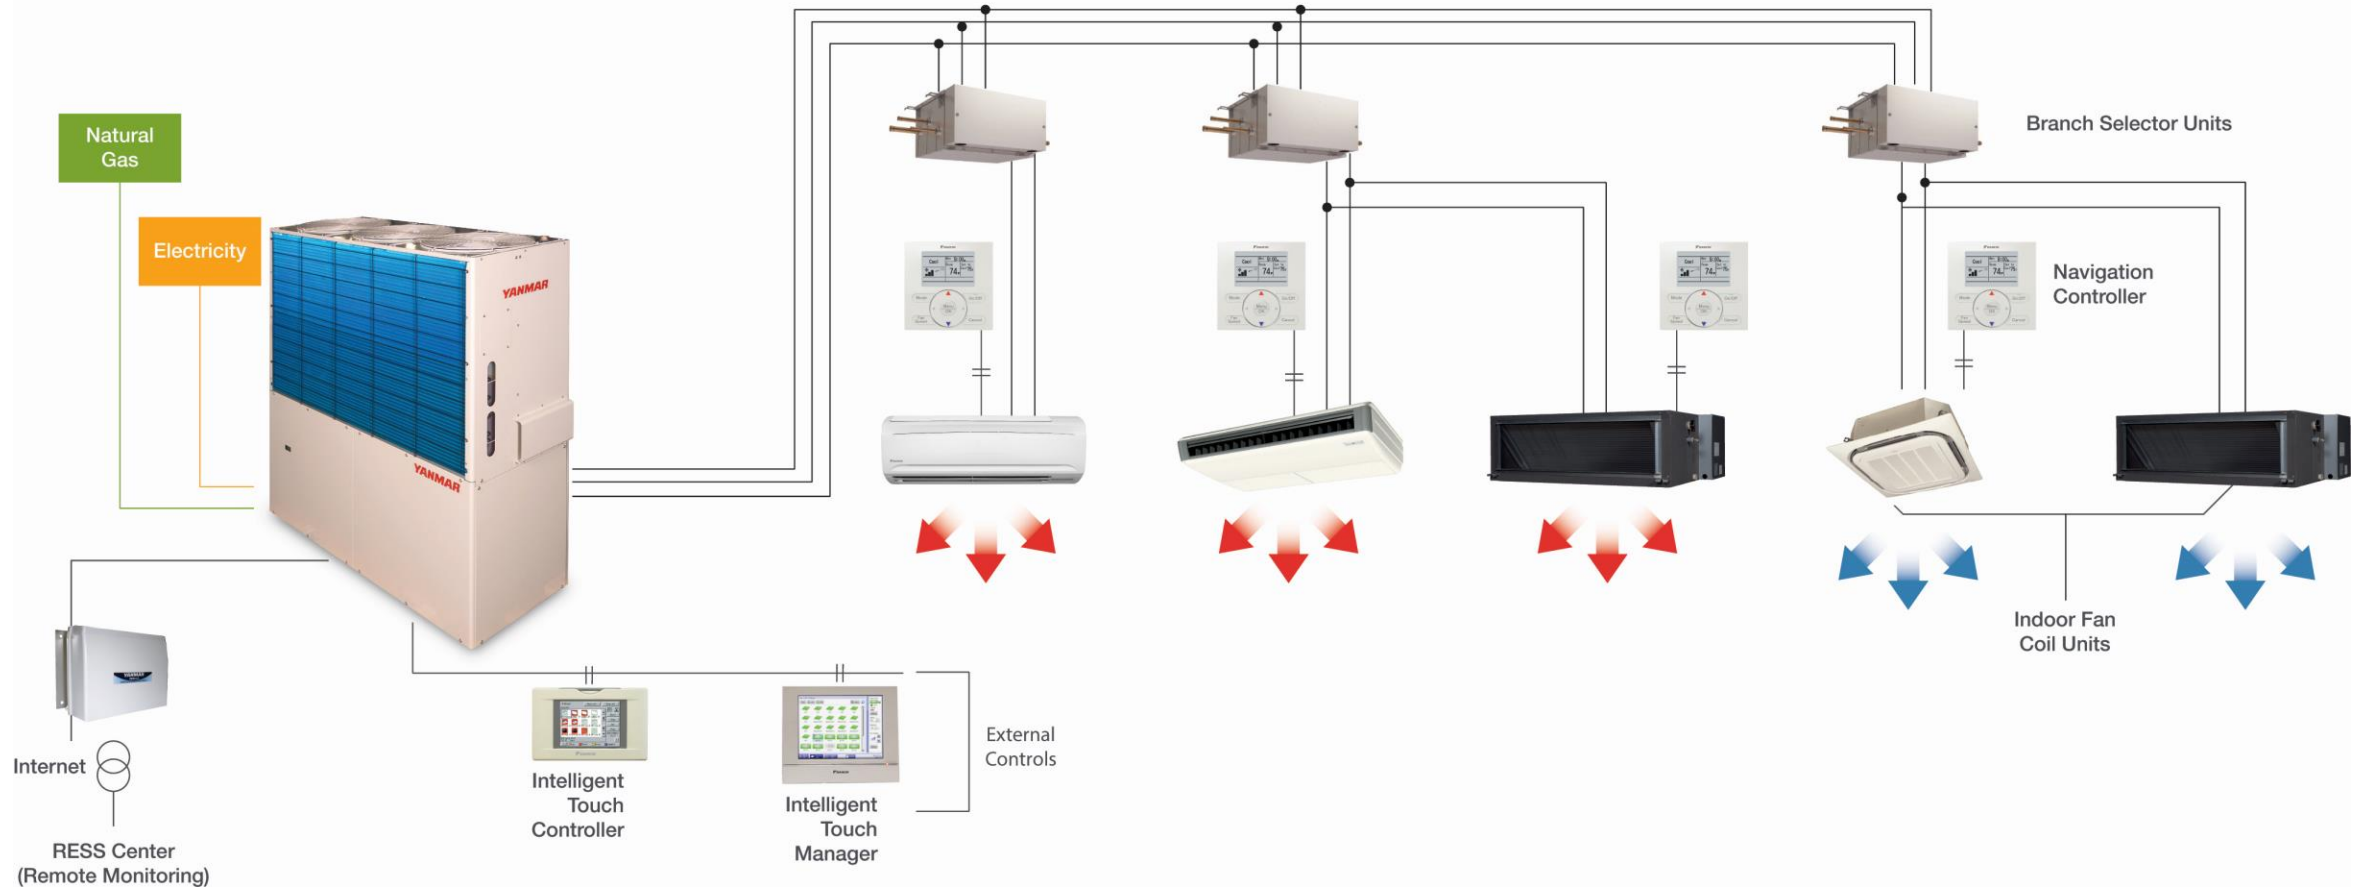 Natural
Gas
Electricity
YANMAR
YANMAR
Branch Selector Units
Navigation
Controller
Indoor Fan
Coil Units
YANMAR
Internet
RESS Center
(Remote Monitoring)
Intelligent
Touch
Controller
Intelligent
Touch
Manager
External
Controls